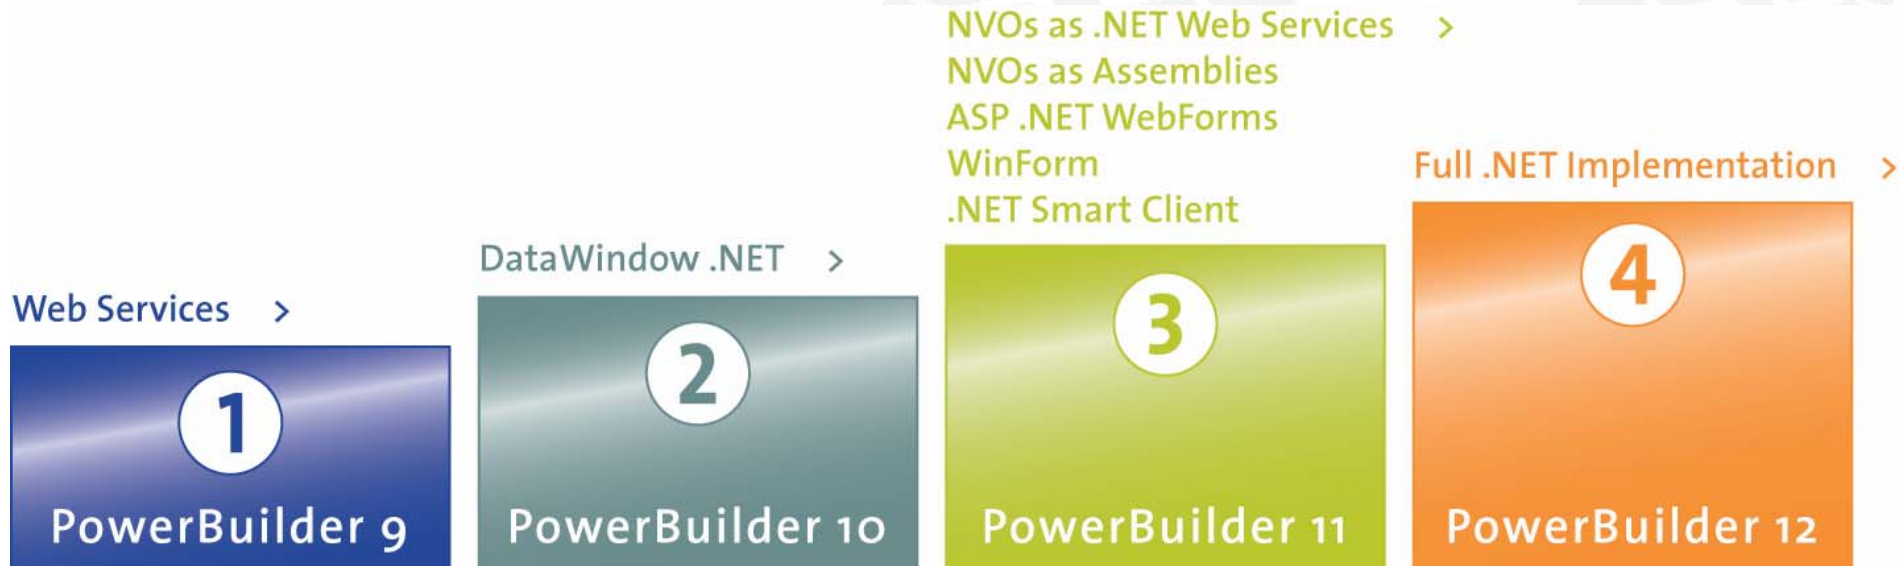 Web Services >
1
PowerBuilder 9
DataWindow .NET >
2
PowerBuilder 10
NVOs as .NET Web Services >
NVOs as Assemblies
ASP .NET WebForms
WinForm
.NET Smart Client
3
PowerBuilder 11
Full .NET Implementation >
4
PowerBuilder 12